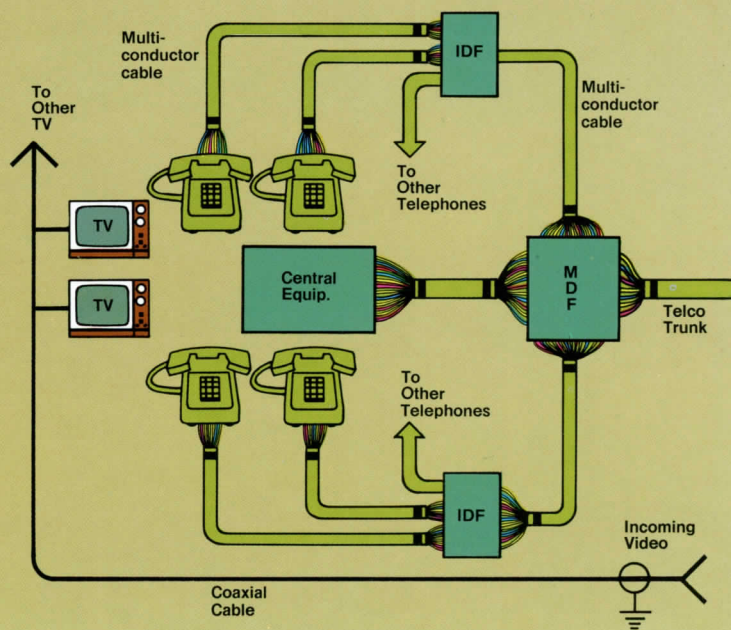 Multi-
conductor
cable
IDF
To
Other
TV
Multi-
conductor
cable
To
Other
Telephones
TV
TV
Central
Equip.
M
D
F
Telco
Trunk
To
Other
Telephones
IDF
Incoming
Video
Coaxial
Cable